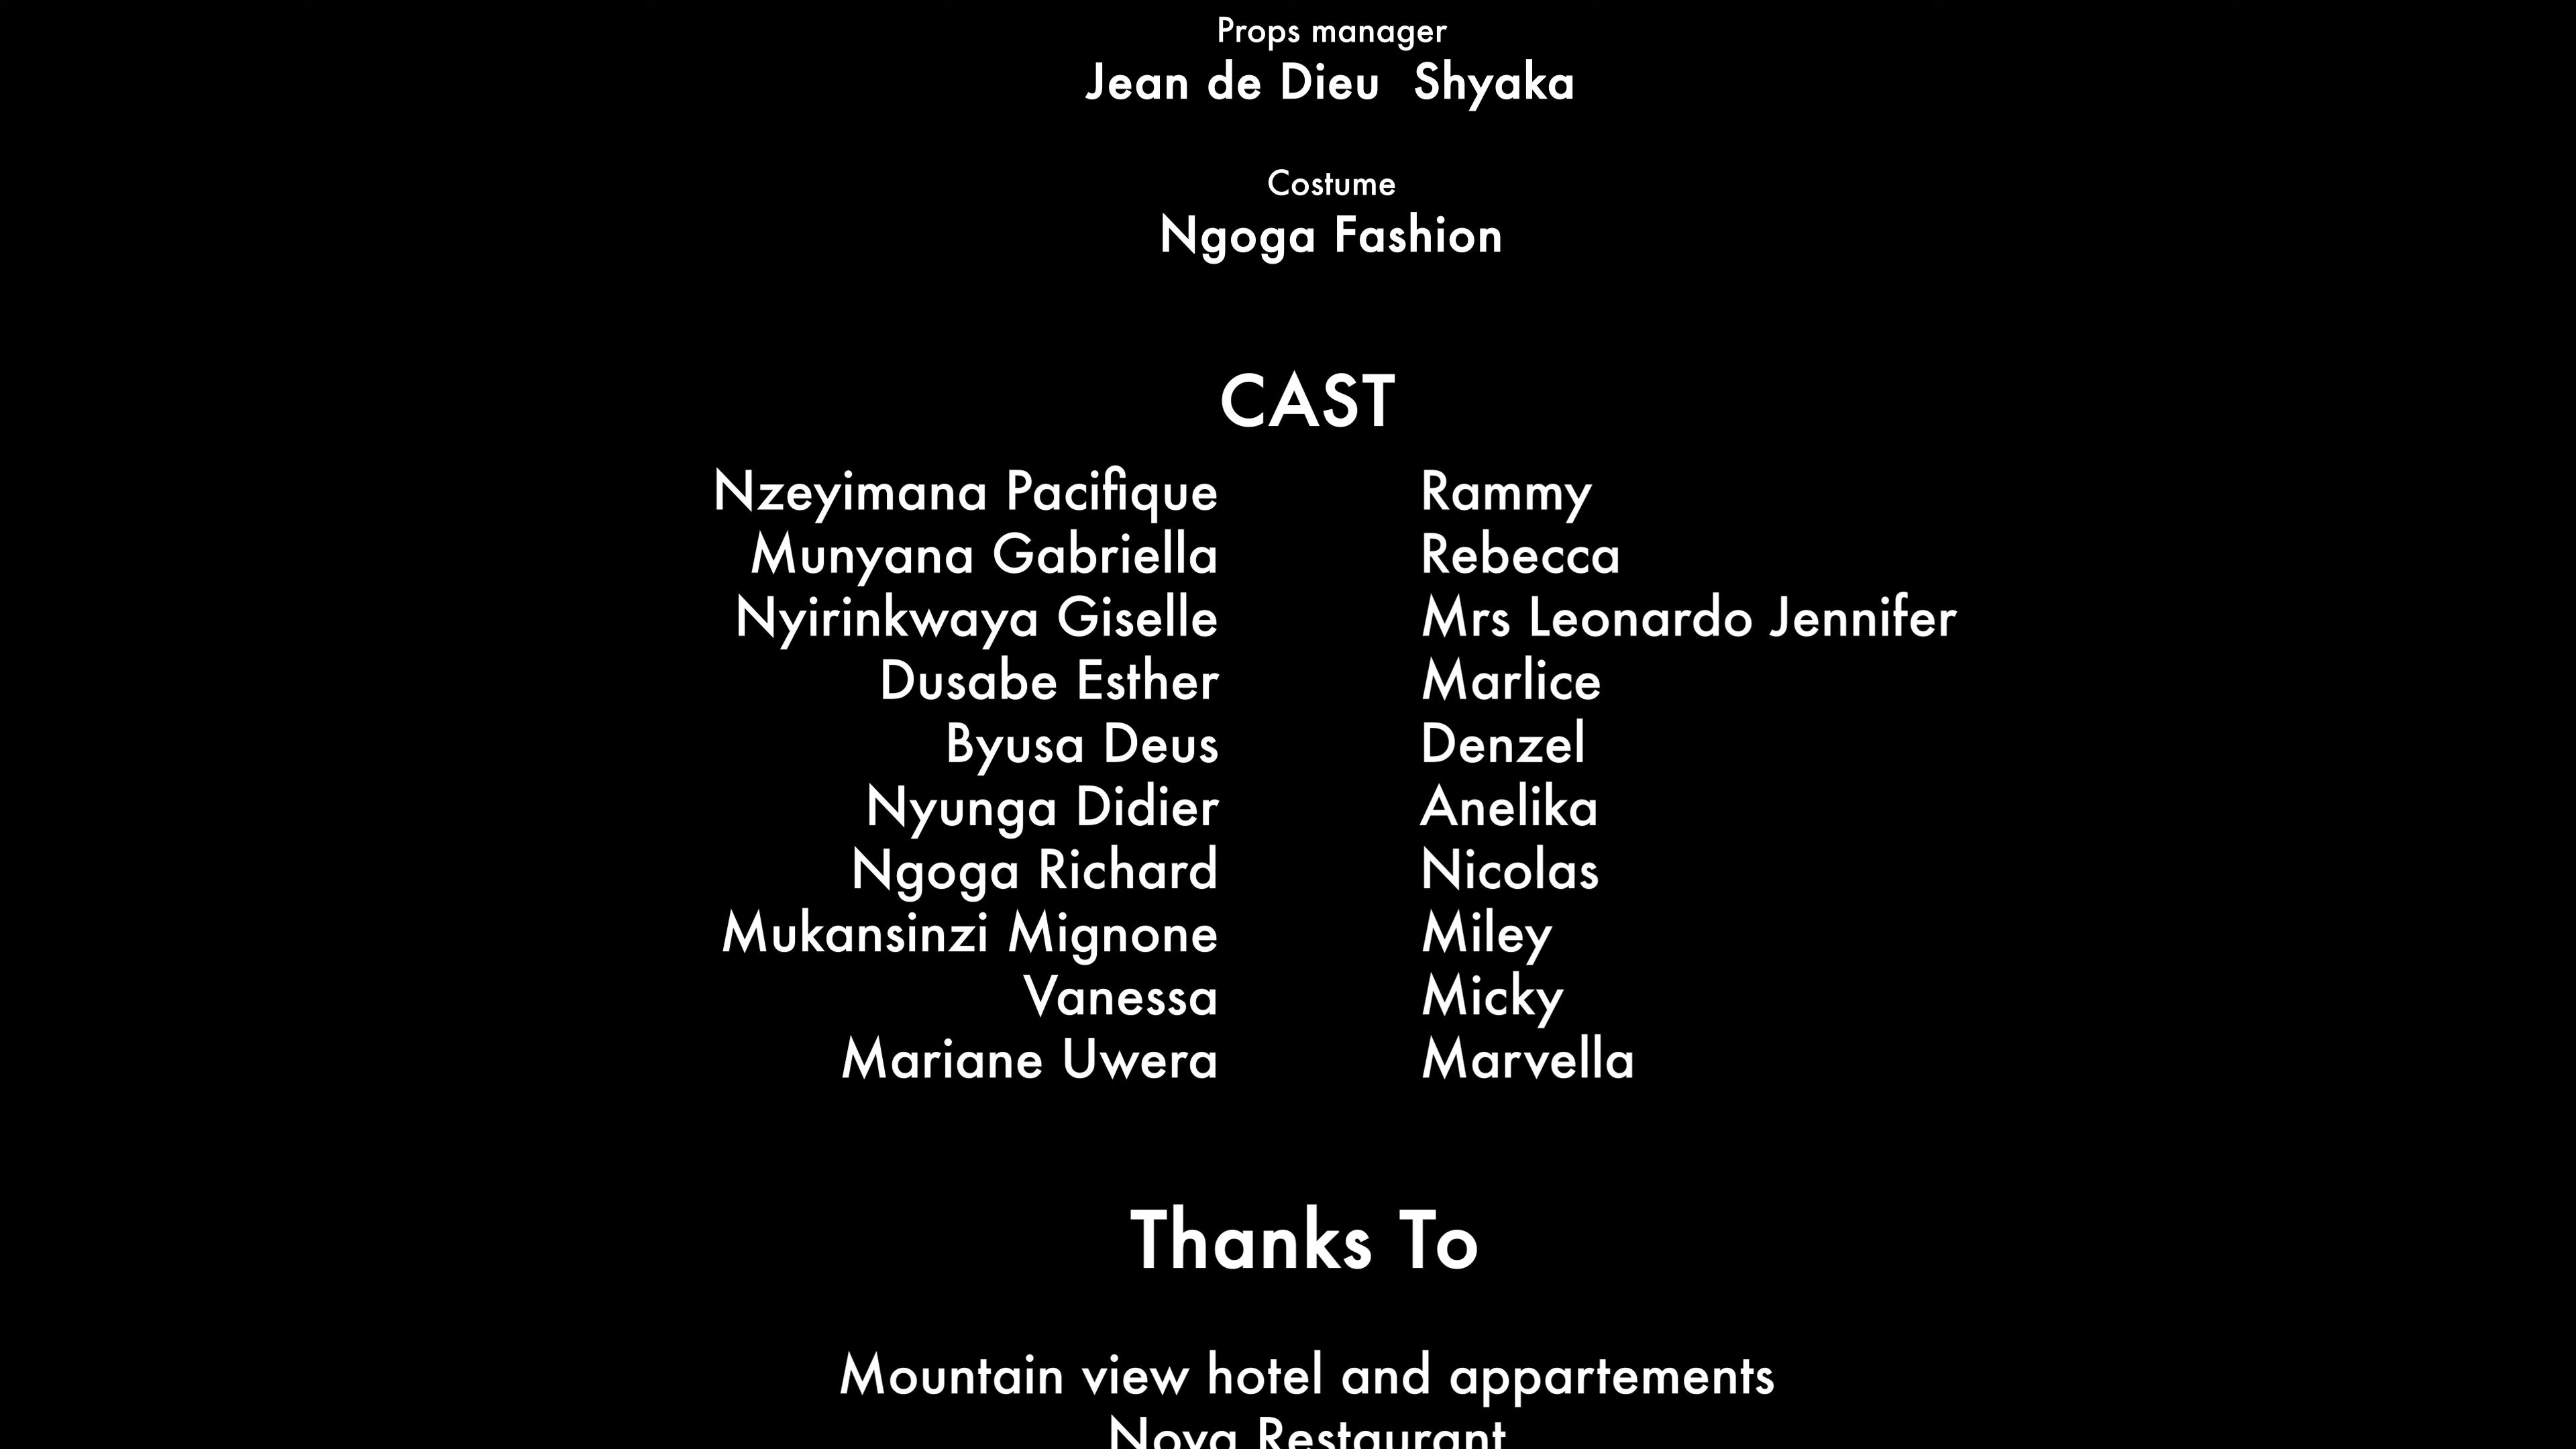 Props manager
Jean de Dieu  Shyaka
Costume
Ngoga Fashion
CAST
Nzeyimana Pacifique Rammy
Munyana Gabriella Rebecca
Nyirinkwaya Giselle Mrs Leonardo Jennifer
Dusabe Esther Marlice
Byusa Deus Denzel
Nyunga Didier Anelika
Ngoga Richard Nicolas
Mukansinzi Mignone Miley
Vanessa Micky
Mariane Uwera Marvella
Thanks To
Mountain view hotel and appartements
Nova Restaurant